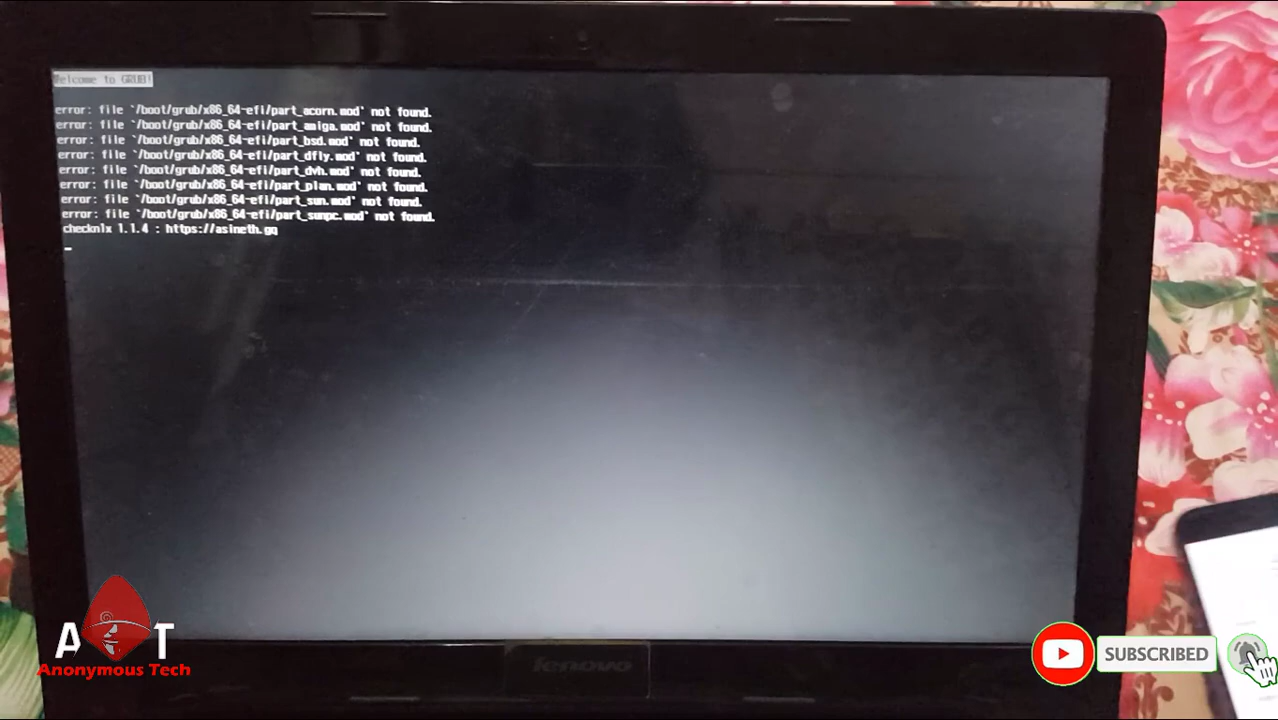 Welcome to GRUB!
error: file `/boot/grub/x86_64-efi/part_acorn.mod` not found.
error: file `/boot/grub/x86_64-efi/part_amiga.mod` not found.
error: file `/boot/grub/x86_64-efi/part_bsd.mod` not found.
error: file `/boot/grub/x86_64-efi/part_dfly.mod` not found.
error: file `/boot/grub/x86_64-efi/part_dvh.mod` not found.
error: file `/boot/grub/x86_64-efi/part_plan.mod` not found.
error: file `/boot/grub/x86_64-efi/part_sun.mod` not found.
error: file `/boot/grub/x86_64-efi/part_sunpc.mod` not found.
checkn1x 1.1.4 : https://asineth.gq
A T
Anonymous Tech
lenovo
SUBSCRIBED